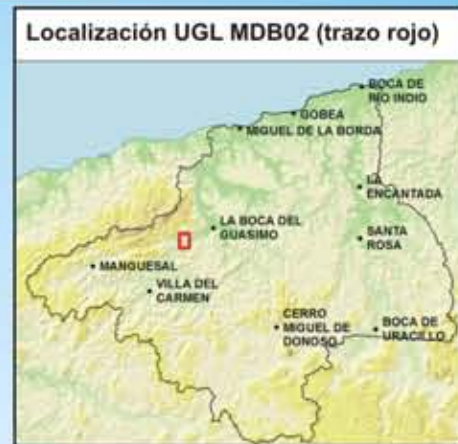 Localización UGL MDB02 (trazo rojo)
BOCA DE
RÍO INDIO
GOBEA
MIGUEL DE LA BORDA
LA
ENCANTADA
LA BOCA DEL
GUASIMO
SANTA
ROSA
MANGUESAL
VILLA DEL
CARMEN
CERRO
MIGUEL DE
DONOSO
BOCA DE
URACILLO